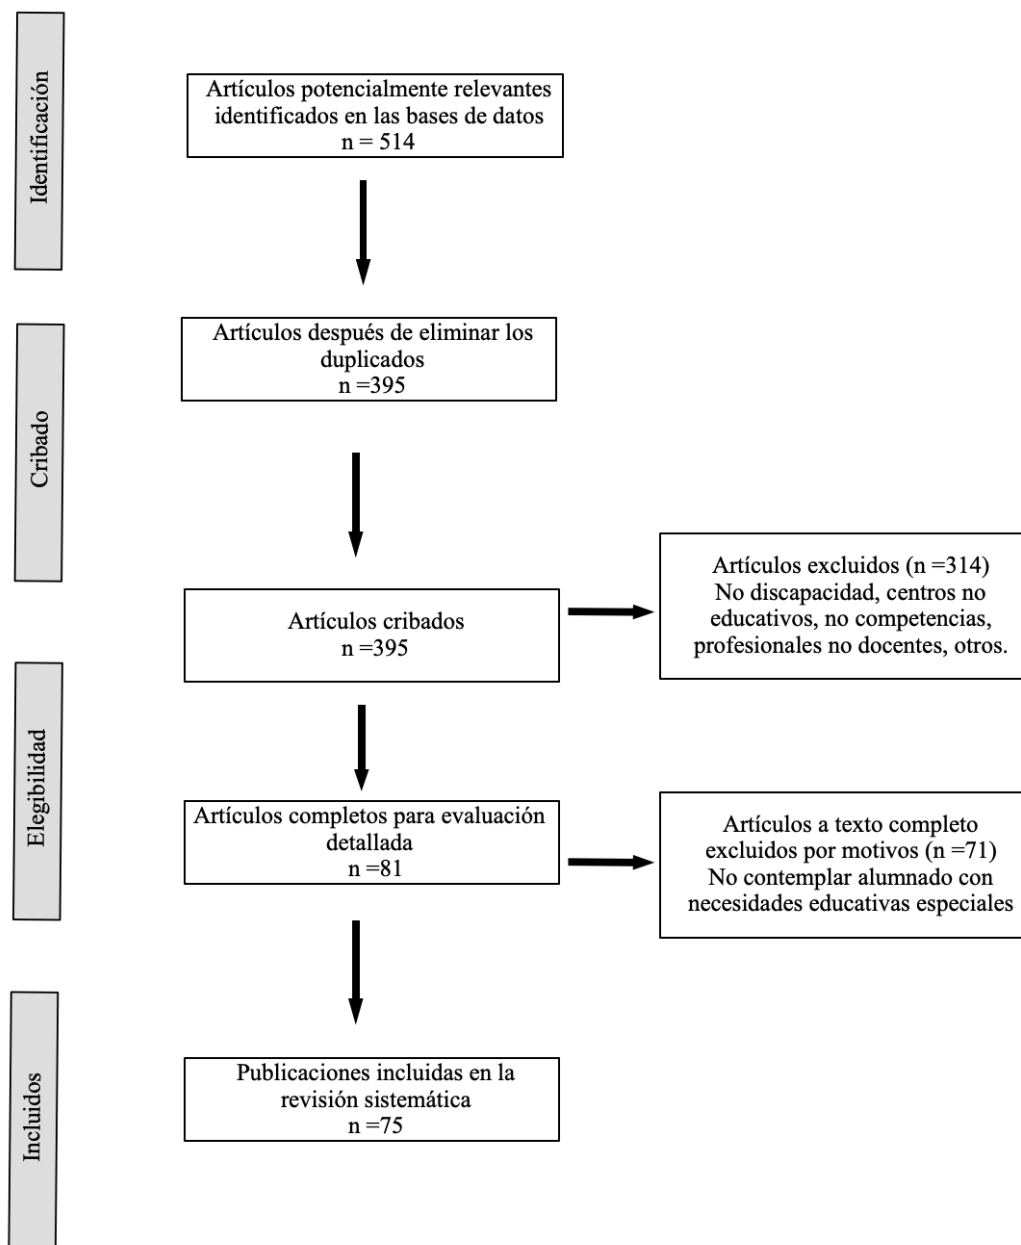 Identificación
Artículos potencialmente relevantes
identificados en las bases de datos
n = 514
Cribado
Artículos después de eliminar los
duplicados
n =395
Artículos cribados
n =395
Artículos excluidos (n =314)
No discapacidad, centros no
educativos, no competencias,
profesionales no docentes, otros.
Elegibilidad
Artículos completos para evaluación
detallada
n =81
Artículos a texto completo
excluidos por motivos (n =71)
No contemplar alumnado con
necesidades educativas especiales
Incluidos
Publicaciones incluidas en la
revisión sistemática
n =75